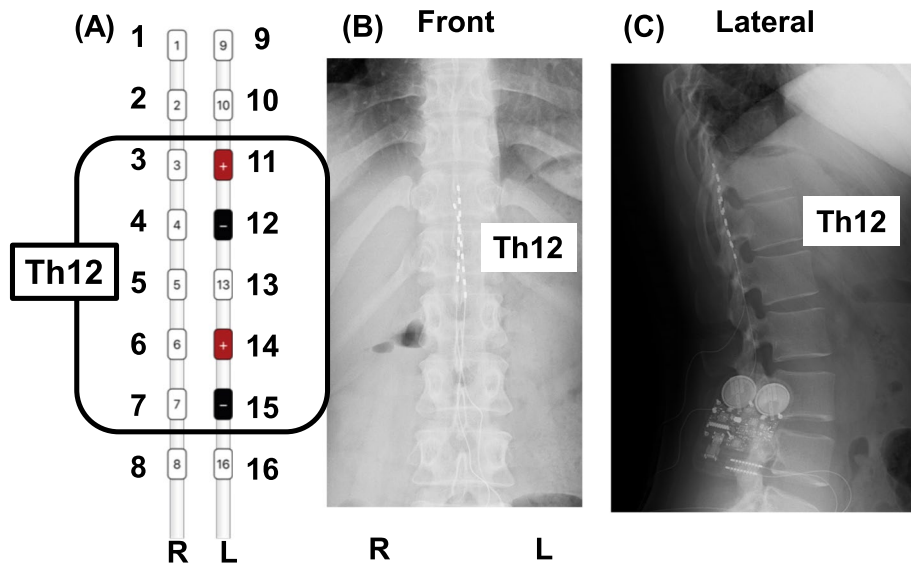 (A)
1 1 9 9
2 2 10 10
3 3 + 11
4 4 − 12
5 5 13 13
6 6 + 14
7 7 − 15
8 8 16 16
Th12
R L
(B) Front
Th12
R L
(C) Lateral
Th12